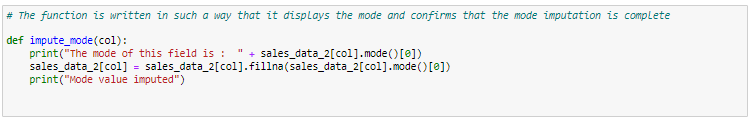 # The function is written in such a way that it displays the mode and confirms that the mode imputation is complete
def impute_mode(col):
    print("The mode of this field is :  " + sales_data_2[col].mode()[0])
    sales_data_2[col] = sales_data_2[col].fillna(sales_data_2[col].mode()[0])
    print("Mode value imputed")